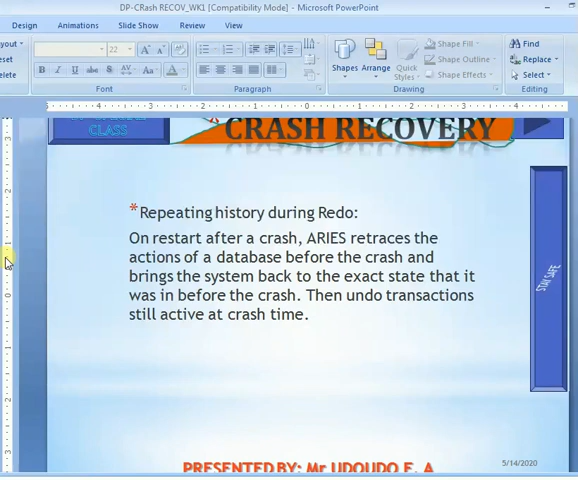 DP-CRash RECOV_WK1 [Compatibility Mode] - Microsoft PowerPoint
Design Animations Slide Show Review View
22
Shapes Arrange Quick Styles
Shape Fill
Shape Outline
Shape Effects
Find
Replace
Select
Font Paragraph Drawing Editing
CLASS
CRASH RECOVERY
* Repeating history during Redo:
On restart after a crash, ARIES retraces the
actions of a database before the crash and
brings the system back to the exact state that it
was in before the crash. Then undo transactions
still active at crash time.
STAY SAFE
PRESENTED BY: Mr UDOUDO E. A
5/14/2020